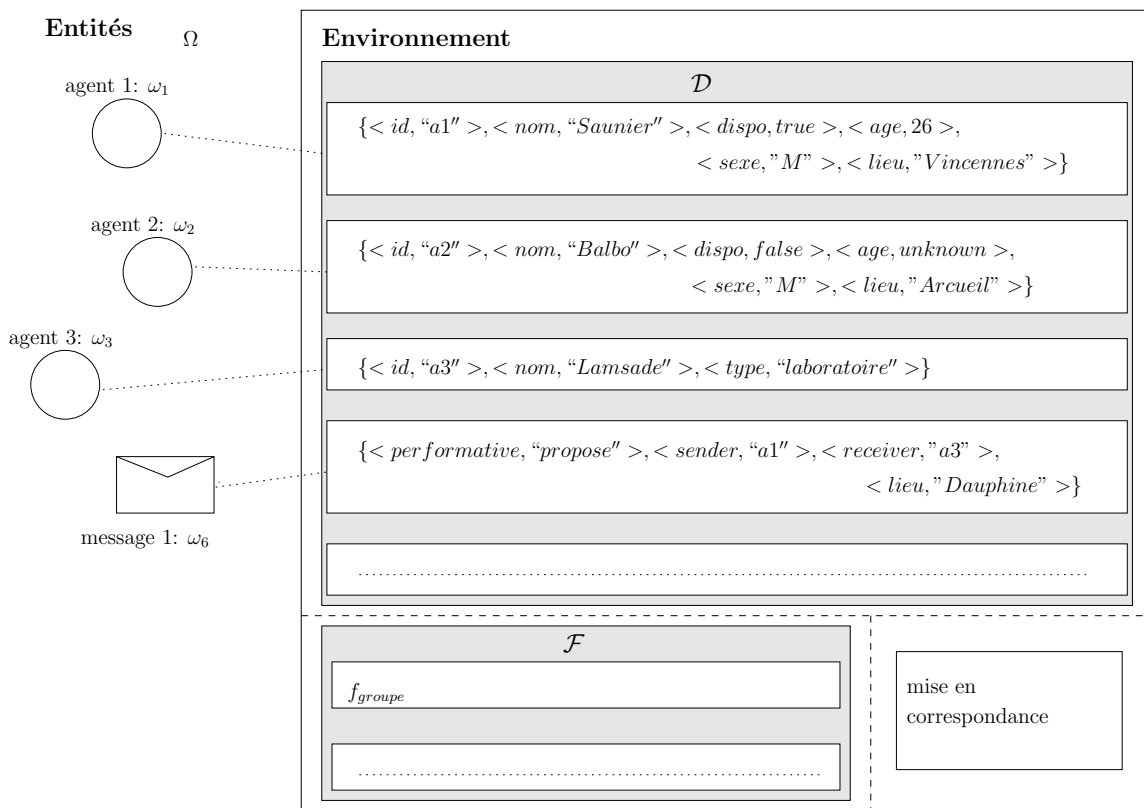 Entités
Ω
Environnement
agent 1: ω1
𝒟
{< id, “a1″ >, < nom, “Saunier″ >, < dispo, true >, < age, 26 >,
< sexe, ”M” >, < lieu, ”Vincennes” >}
agent 2: ω2
{< id, “a2″ >, < nom, “Balbo″ >, < dispo, false >, < age, unknown >,
< sexe, ”M” >, < lieu, ”Arcueil” >}
agent 3: ω3
{< id, “a3″ >, < nom, “Lamsade″ >, < type, “laboratoire″ >}
{< performative, “propose″ >, < sender, “a1″ >, < receiver, ”a3” >,
< lieu, ”Dauphine” >}
message 1: ω6
ℱ
f_groupe
mise en
correspondance